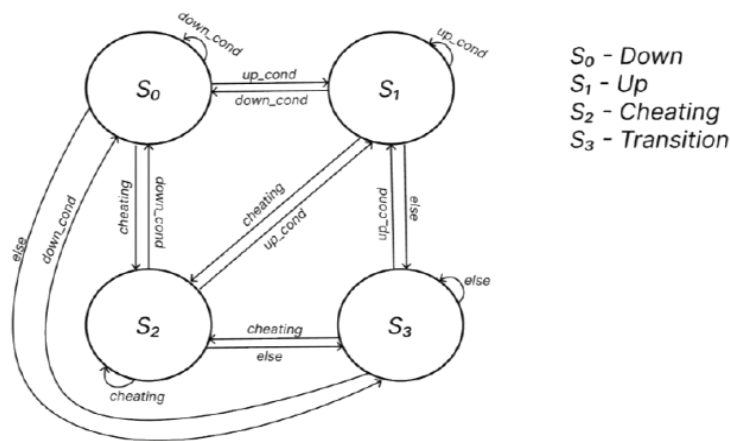 down_cond
up_cond
S₀
up_cond
down_cond
S₁
S₀ - Down
S₁ - Up
S₂ - Cheating
S₃ - Transition
else
down_cond
cheating
down_cond
cheating
up_cond
up_cond
else
S₂
cheating
else
S₃
else
cheating